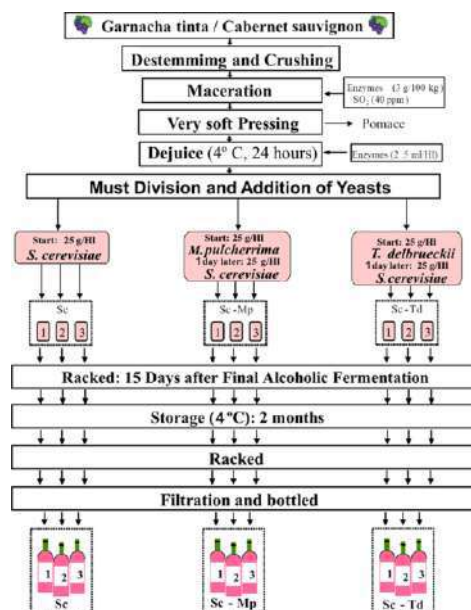 Garnacha tinta / Cabernet sauvignon
Destemmimg and Crushing
Maceration
Enzymes (3 g/100 kg)
SO₂ (40 ppm)
Very soft Pressing
Pomace
Dejuice (4º C, 24 hours)
Enzymes (2 .5 ml/Hl)
Must Division and Addition of Yeasts
Start: 25 g/Hl
S. cerevisiae
Start: 25 g/Hl
M.pulcherrima
1 day later: 25 g/Hl
S. cerevisiae
Start: 25 g/Hl
T. delbrueckii
1 day later: 25 g/Hl
S.cerevisiae
Sc
1 2 3
Sc -Mp
1 2 3
Sc -Td
1 2 3
Racked: 15 Days after Final Alcoholic Fermentation
Storage (4 ºC): 2 months
Racked
Filtration and bottled
1 2 3
Sc
1 2 3
Sc - Mp
1 2 3
Sc - Td